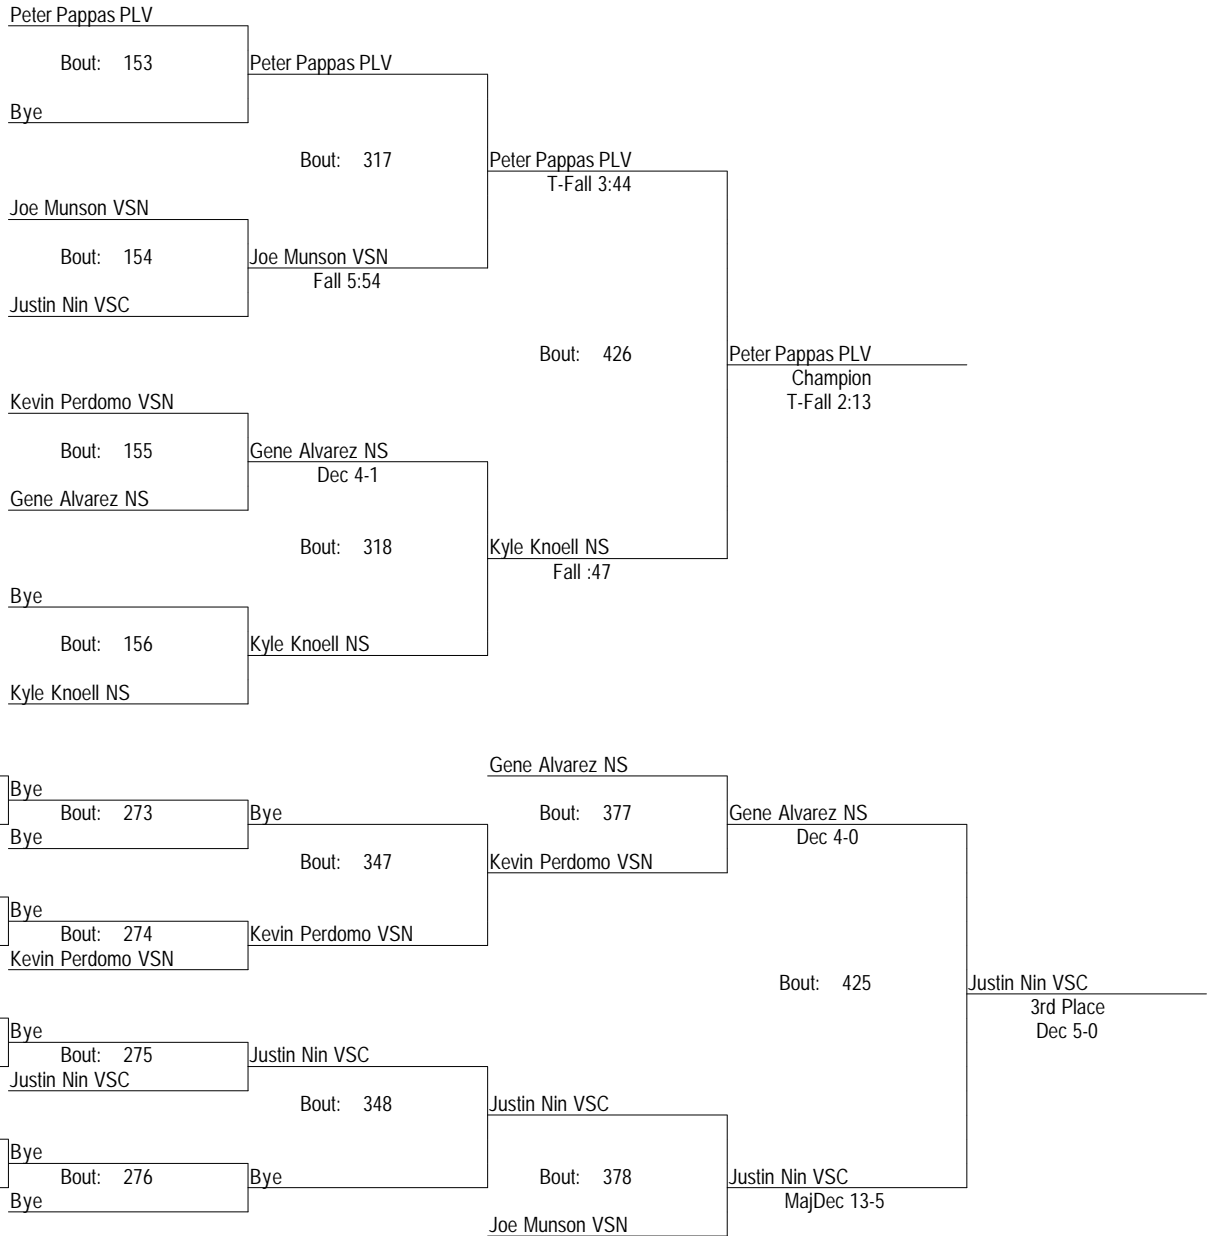 Peter Pappas PLV
Bout: 153
Peter Pappas PLV
Bye
Bout: 317
Peter Pappas PLV
T-Fall 3:44
Joe Munson VSN
Bout: 154
Joe Munson VSN
Fall 5:54
Justin Nin VSC
Bout: 426
Peter Pappas PLV
Champion
T-Fall 2:13
Kevin Perdomo VSN
Bout: 155
Gene Alvarez NS
Dec 4-1
Gene Alvarez NS
Bout: 318
Kyle Knoell NS
Fall :47
Bye
Bout: 156
Kyle Knoell NS
Kyle Knoell NS
Gene Alvarez NS
Bye
Bout: 273
Bye
Bout: 377
Gene Alvarez NS
Bye
Dec 4-0
Bout: 347
Kevin Perdomo VSN
Bye
Bout: 274
Kevin Perdomo VSN
Kevin Perdomo VSN
Bout: 425
Justin Nin VSC
3rd Place
Dec 5-0
Bye
Bout: 275
Justin Nin VSC
Justin Nin VSC
Bout: 348
Justin Nin VSC
Bye
Bout: 276
Bye
Bout: 378
Justin Nin VSC
Bye
MajDec 13-5
Joe Munson VSN